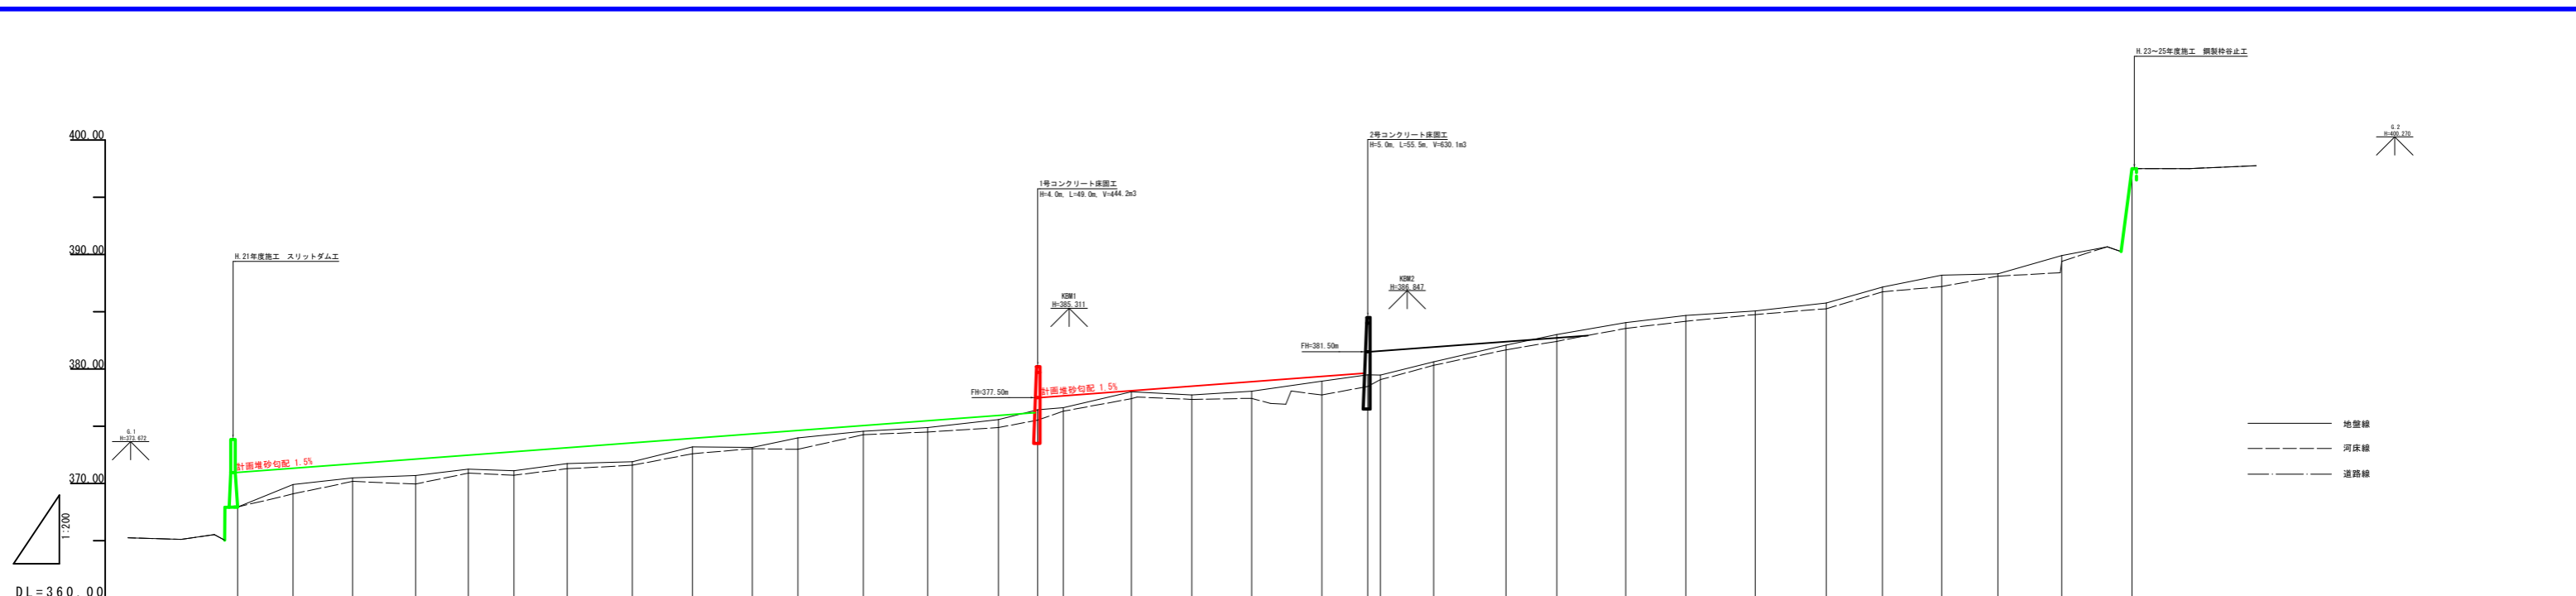 H.23～25年度施工　鋼製枠谷止工
400.00
2号コンクリート床固工
H=5.0m, L=55.5m, V=630.1m3
G.2
H=400.270
1号コンクリート床固工
H=4.0m, L=49.0m, V=444.2m3
390.00
H.21年度施工　スリットダム工
KBM1
H=385.311
KBM2
H=386.847
FH=381.50m
380.00
計画堆砂勾配 1.5%
FH=377.50m
地盤線
G.1
H=373.672
河床線
計画堆砂勾配 1.5%
道路線
370.00
1:200
DL=360.00